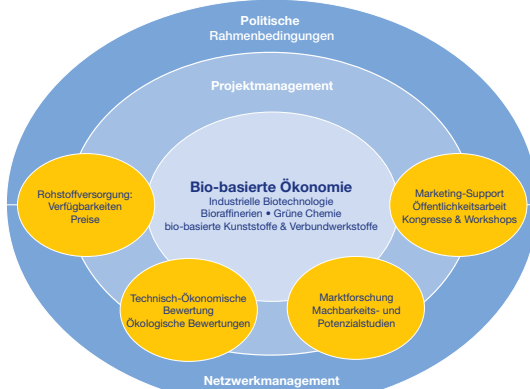 Politische
Rahmenbedingungen
Projektmanagement
Bio-basierte Ökonomie
Industrielle Biotechnologie
Bioraffinerien • Grüne Chemie
bio-basierte Kunststoffe & Verbundwerkstoffe
Rohstoffversorgung:
Verfügbarkeiten
Preise
Marketing-Support
Öffentlichkeitsarbeit
Kongresse & Workshops
Technisch-Ökonomische
Bewertung
Ökologische Bewertungen
Marktforschung
Machbarkeits- und
Potenzialstudien
Netzwerkmanagement